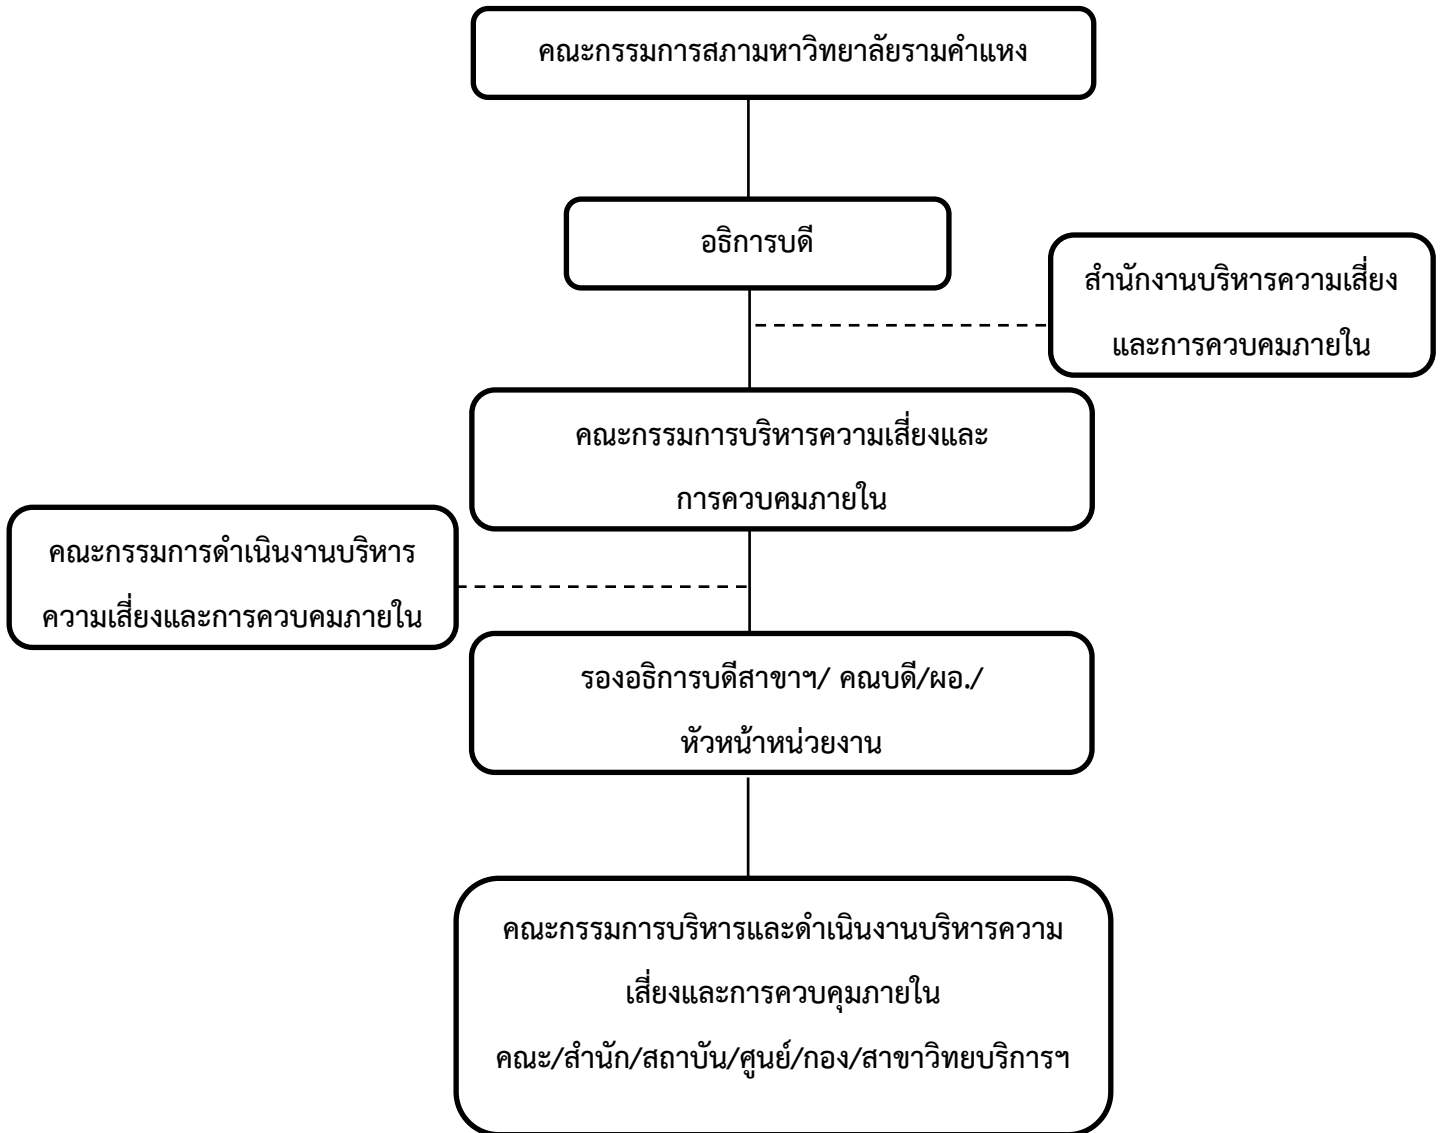 คณะกรรมการสภามหาวิทยาลัยรามคำแหง
อธิการบดี
สำนักงานบริหารความเสี่ยง
และการควบคมภายใน
คณะกรรมการบริหารความเสี่ยงและ
การควบคมภายใน
คณะกรรมการดำเนินงานบริหาร
ความเสี่ยงและการควบคมภายใน
รองอธิการบดีสาขาฯ/ คณบดี/ผอ./
หัวหน้าหน่วยงาน
คณะกรรมการบริหารและดำเนินงานบริหารความ
เสี่ยงและการควบคุมภายใน
คณะ/สำนัก/สถาบัน/ศูนย์/กอง/สาขาวิทยบริการฯ